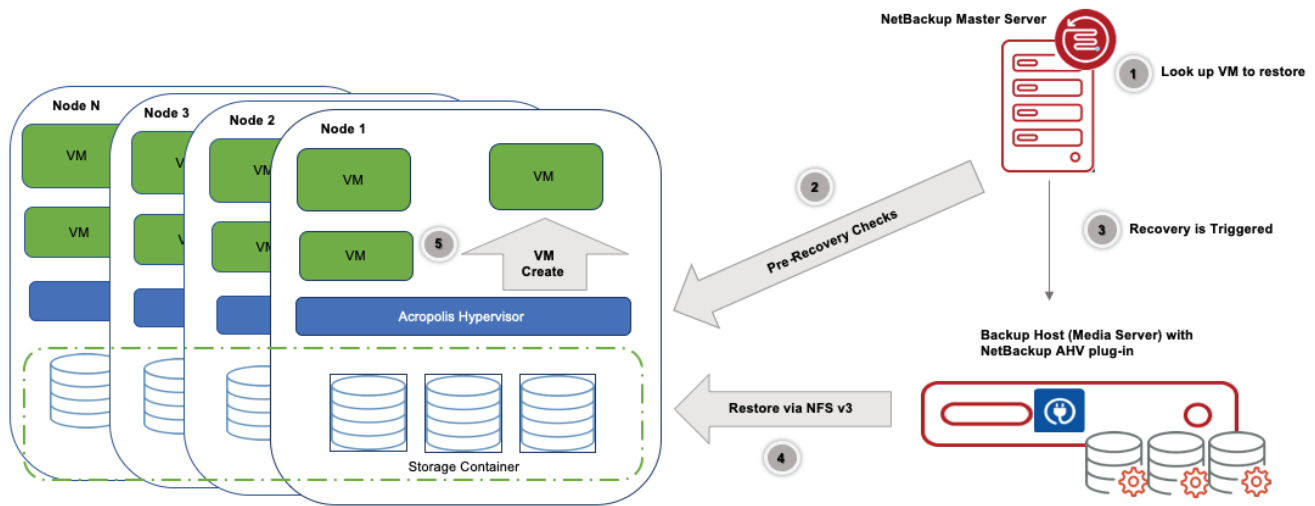 NetBackup Master Server
1
Look up VM to restore
Node N
Node 3
Node 2
Node 1
VM
V
VM
VM
VM
2
Pre-Recovery Checks
3
Recovery is Triggered
VM
V
VM
VM
5
VM
Create
Acropolis Hypervisor
Backup Host (Media Server) with
NetBackup AHV plug-in
Restore via NFS v3
4
Storage Container